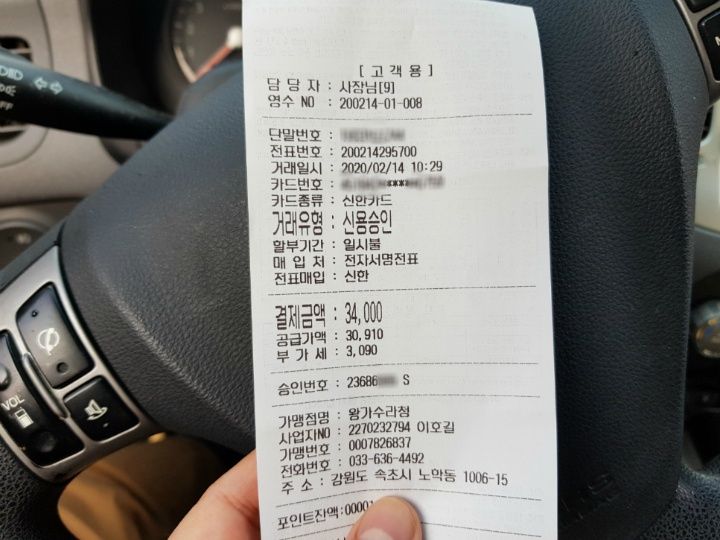 [ 고 객 용 ]
담 당 자 : 사장님[9]
영수 NO : 200214-01-008
단말번호 :
전표번호 : 200214295700
거래일시 : 2020/02/14 10:29
카드번호 : ***
카드종류 : 신한카드
거래유형 : 신용승인
할부기간 : 일시불
매 입 처 : 전자서명전표
전표매입 : 신한
결제금액 : 34,000
공급가액 : 30,910
부 가 세 : 3,090
승인번호 : 23686 S
가맹점명 : 왕가수라청
사업자NO : 2270232794 이호길
가맹번호 : 0007826837
전화번호 : 033-636-4492
주 소 : 강원도 속초시 노학동 1006-15
포인트잔액:0000
VOL
OFF